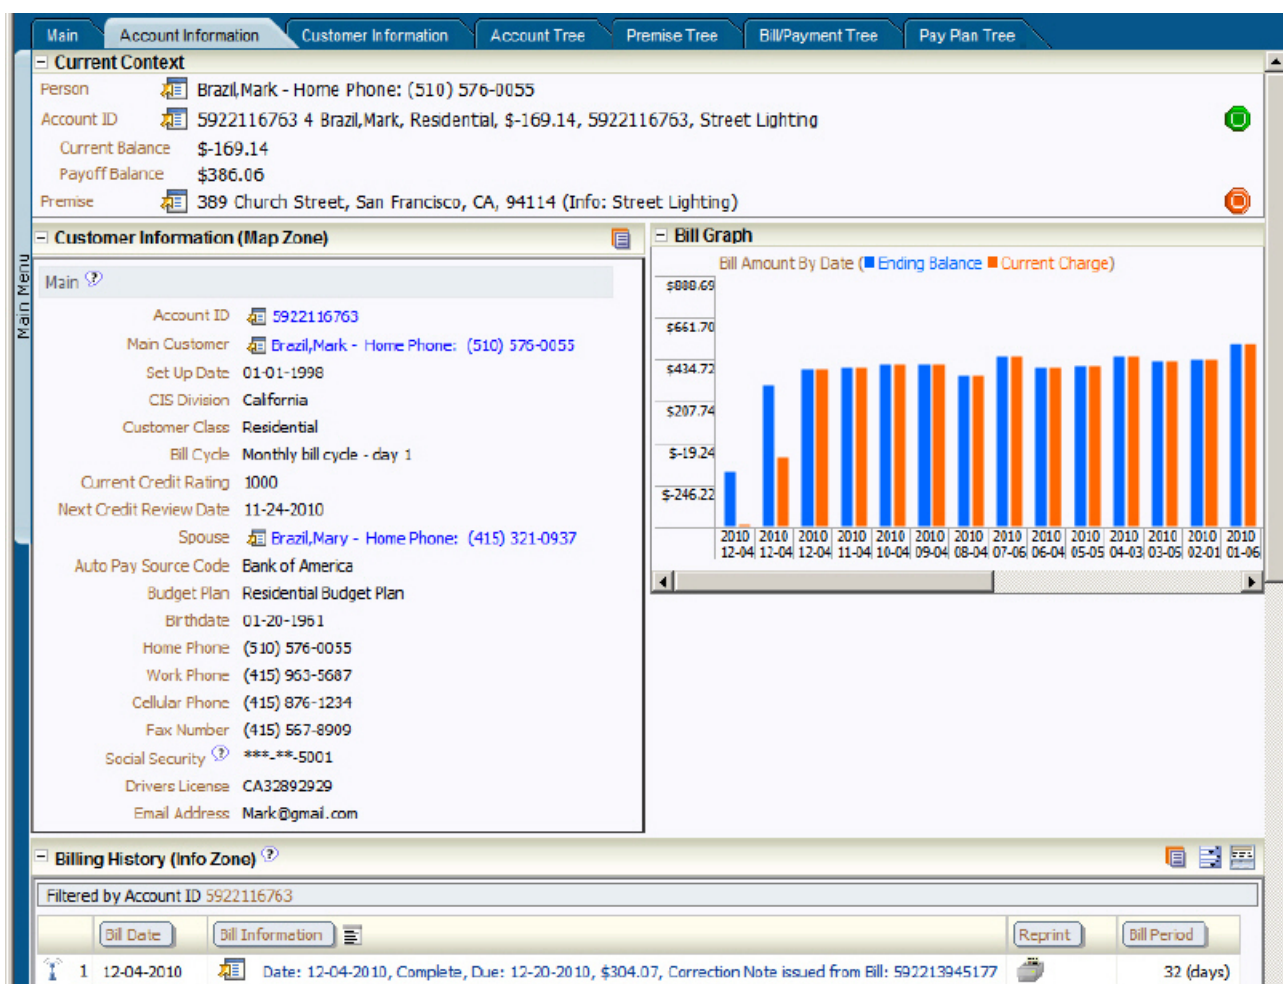 Main Account Information Customer Information Account Tree Premise Tree Bill/Payment Tree Pay Plan Tree
Main Menu
Current Context
Person Brazil,Mark - Home Phone: (510) 576-0055
Account ID 5922116763 4 Brazil,Mark, Residential, $-169.14, 5922116763, Street Lighting
Current Balance $-169.14
Payoff Balance $386.06
Premise 389 Church Street, San Francisco, CA, 94114 (Info: Street Lighting)
Customer Information (Map Zone)
Main
Account ID 5922116763
Main Customer Brazil,Mark - Home Phone: (510) 576-0055
Set Up Date 01-01-1998
CIS Division California
Customer Class Residential
Bill Cycle Monthly bill cycle - day 1
Current Credit Rating 1000
Next Credit Review Date 11-24-2010
Spouse Brazil,Mary - Home Phone: (415) 321-0937
Auto Pay Source Code Bank of America
Budget Plan Residential Budget Plan
Birthdate 01-20-1961
Home Phone (510) 576-0055
Work Phone (415) 963-5687
Cellular Phone (415) 876-1234
Fax Number (415) 567-8909
Social Security ***-**-5001
Drivers License CA32892929
Email Address Mark@gmail.com
Bill Graph
Bill Amount By Date (Ending Balance Current Charge)
$888.69
$661.70
$434.72
$207.74
$-19.24
$-246.22
2010 2010 2010 2010 2010 2010 2010 2010 2010 2010 2010 2010 2010 2010
12-04 12-04 12-04 11-04 10-04 09-04 08-04 07-06 06-04 05-05 04-03 03-05 02-01 01-06
Billing History (Info Zone)
Filtered by Account ID 5922116763
Bill Date Bill Information Reprint Bill Period
1 12-04-2010 Date: 12-04-2010, Complete, Due: 12-20-2010, $304.07, Correction Note issued from Bill: 592213945177 32 (days)